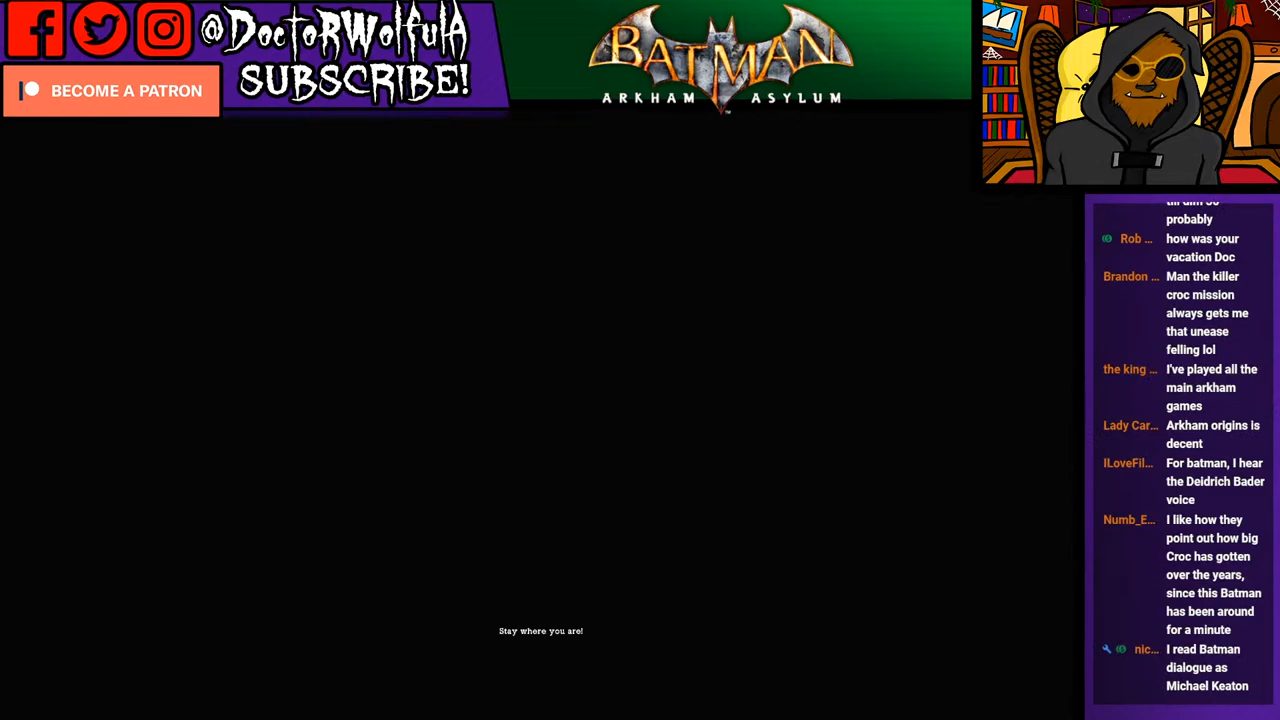 @DoctoRWolfulA
SUBSCRIBE!
BECOME A PATRON
BATMAN
ARKHAM ASYLUM
TM
probably
Rob ... how was your
vacation Doc
Brandon ... Man the killer
croc mission
always gets me
that unease
felling lol
the king ... I've played all the
main arkham
games
Lady Car... Arkham origins is
decent
ILoveFil... For batman, I hear
the Deidrich Bader
voice
Numb_E... I like how they
point out how big
Croc has gotten
over the years,
since this Batman
has been around
for a minute
nic... I read Batman
dialogue as
Michael Keaton
Stay where you are!